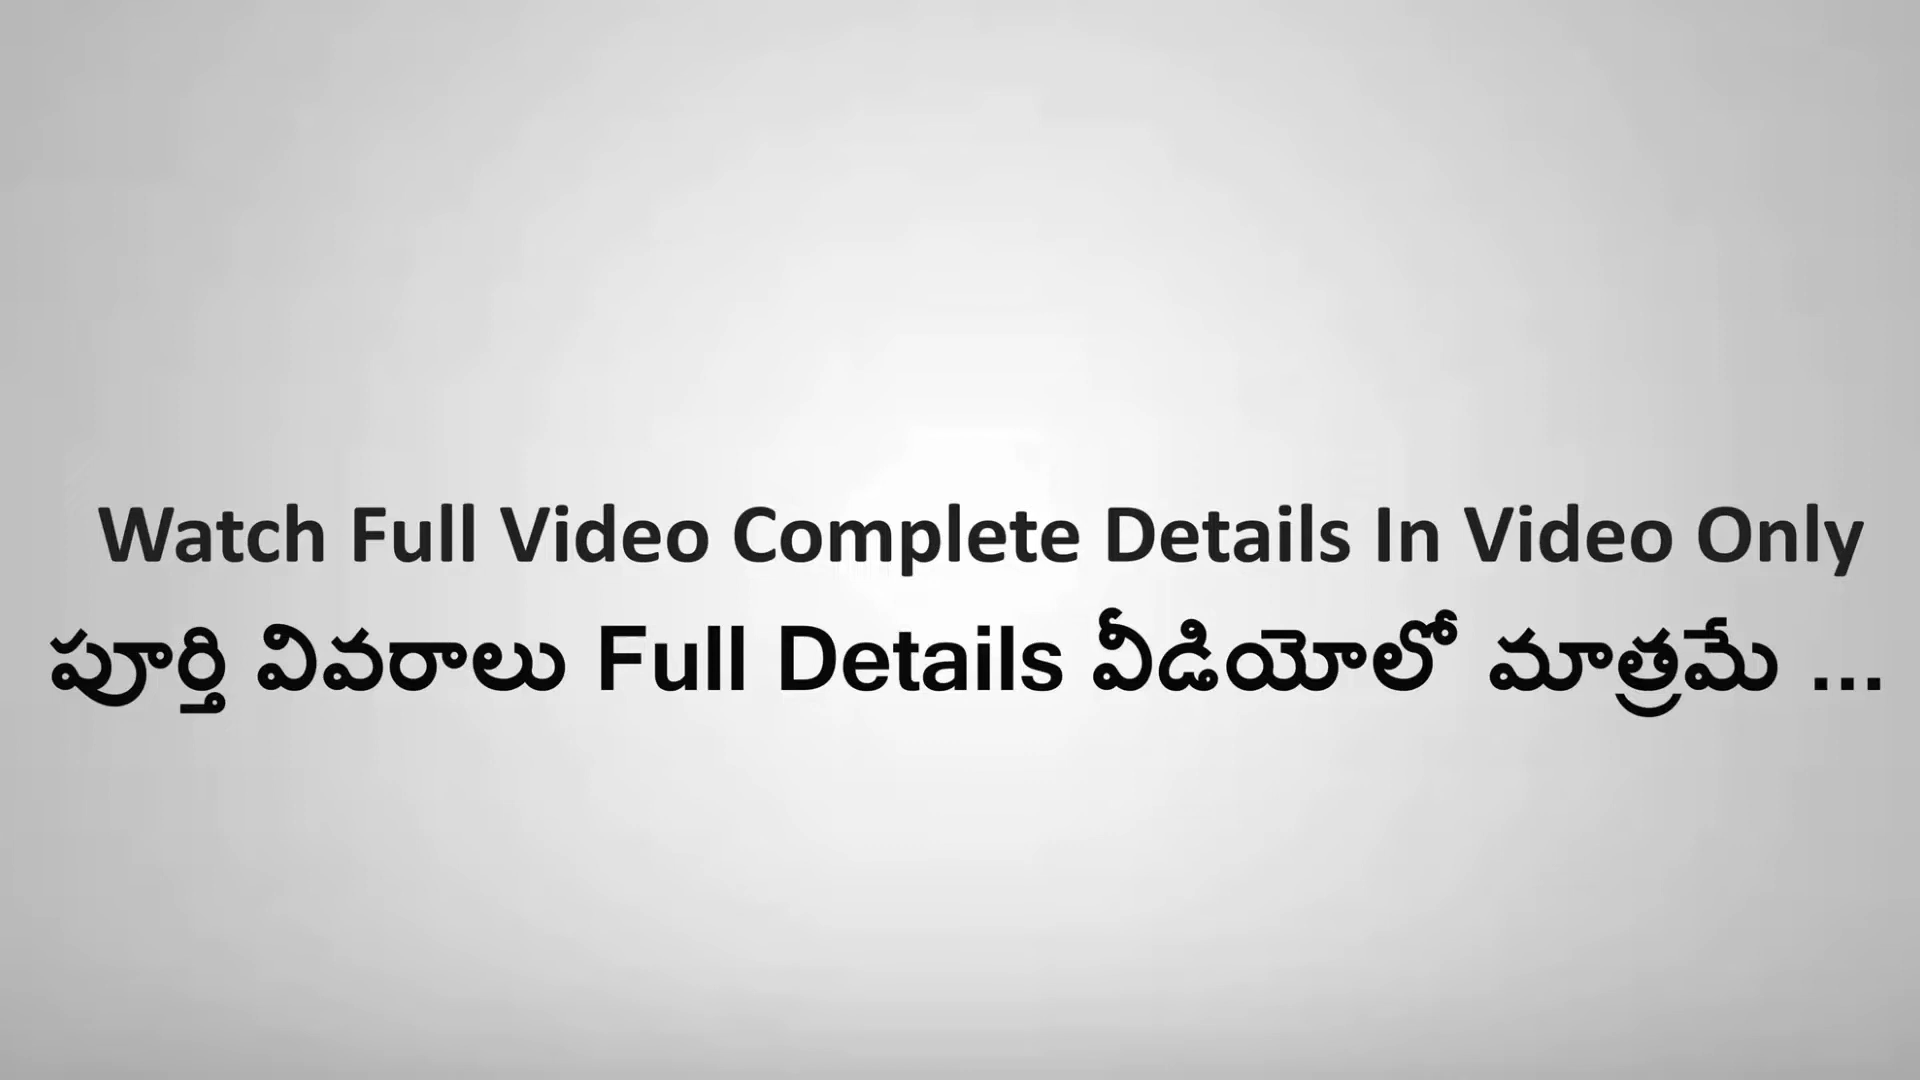 Watch Full Video Complete Details In Video Only
పూర్తి వివరాలు Full Details వీడియోలో మాత్రమే ...